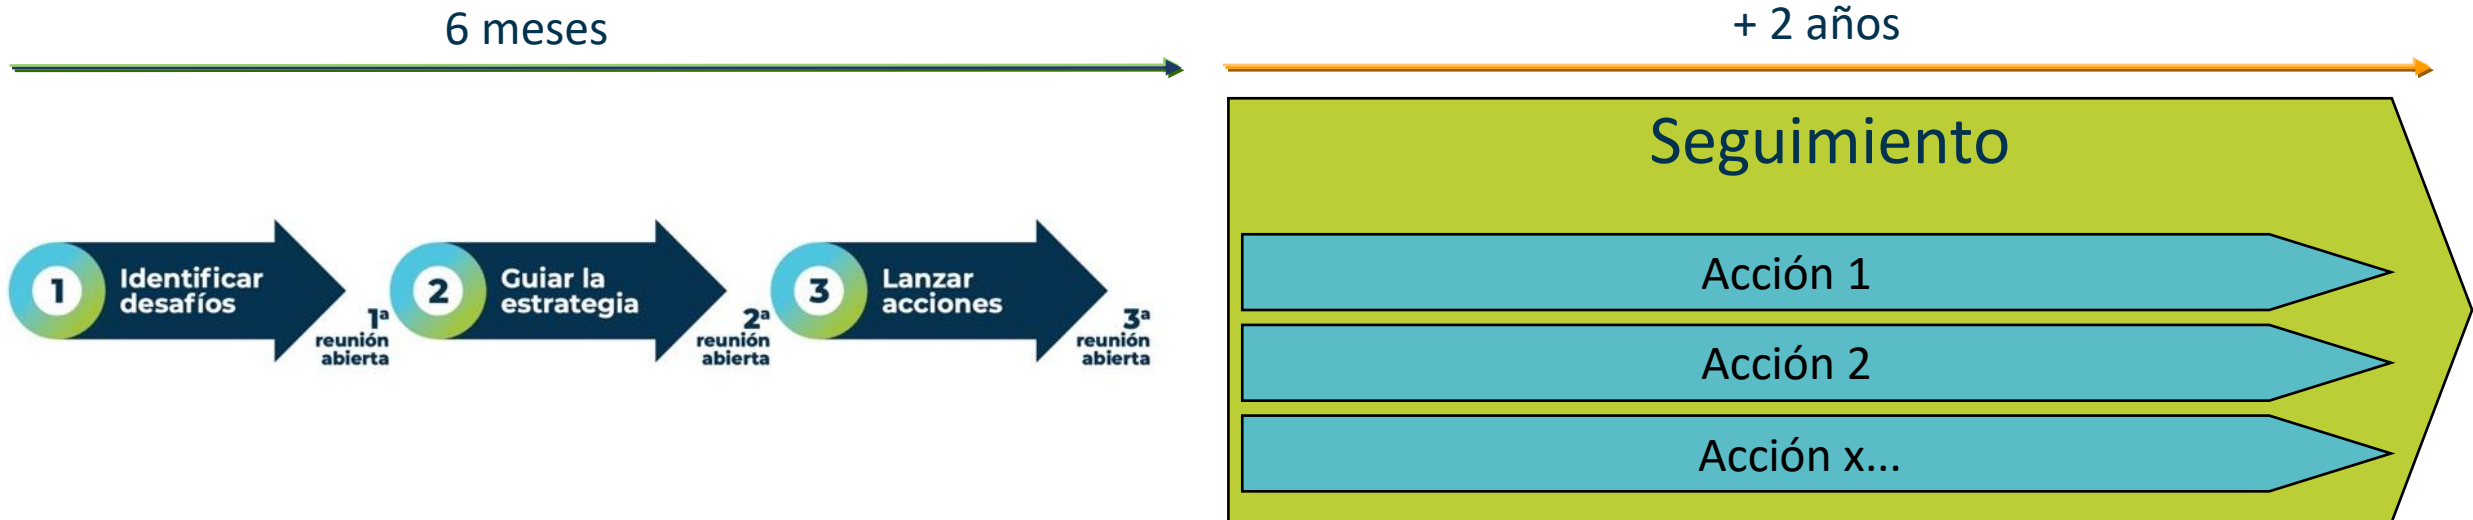 6 meses
+ 2 años
Seguimiento
1
Identificar
desafíos
1ª
reunión
abierta
2
Guiar la
estrategia
2ª
reunión
abierta
3
Lanzar
acciones
3ª
reunión
abierta
Acción 1
Acción 2
Acción x...